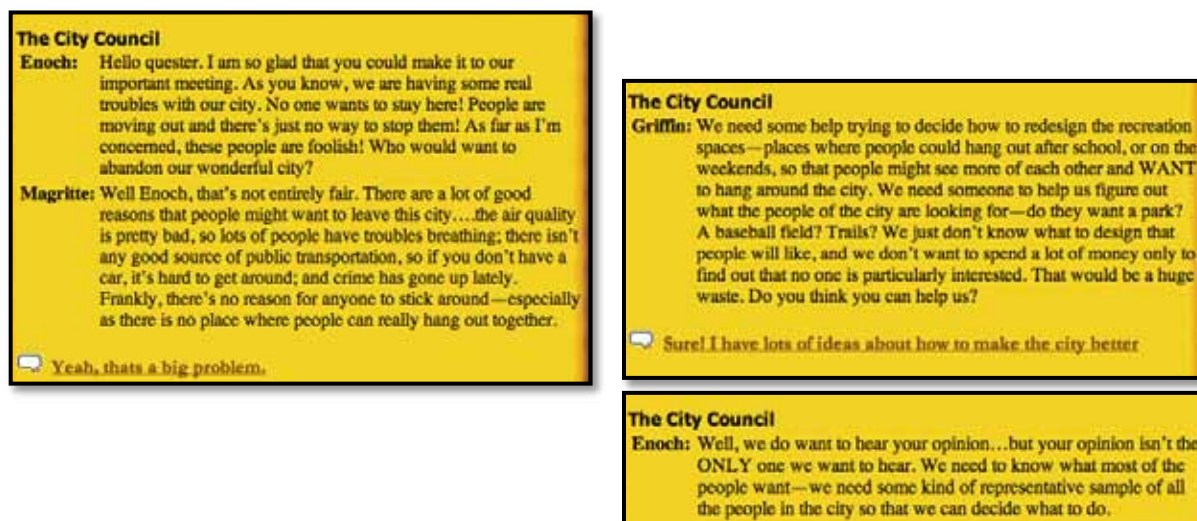 The City Council
Enoch: Hello quester. I am so glad that you could make it to our
important meeting. As you know, we are having some real
troubles with our city. No one wants to stay here! People are
moving out and there's just no way to stop them! As far as I'm
concerned, these people are foolish! Who would want to
abandon our wonderful city?
Magritte: Well Enoch, that's not entirely fair. There are a lot of good
reasons that people might want to leave this city....the air quality
is pretty bad, so lots of people have troubles breathing; there isn't
any good source of public transportation, so if you don't have a
car, it's hard to get around; and crime has gone up lately.
Frankly, there's no reason for anyone to stick around—especially
as there is no place where people can really hang out together.
Yeah, thats a big problem.
The City Council
Griffin: We need some help trying to decide how to redesign the recreation
spaces—places where people could hang out after school, or on the
weekends, so that people might see more of each other and WANT
to hang around the city. We need someone to help us figure out
what the people of the city are looking for—do they want a park?
A baseball field? Trails? We just don't know what to design that
people will like, and we don't want to spend a lot of money only to
find out that no one is particularly interested. That would be a huge
waste. Do you think you can help us?
Sure! I have lots of ideas about how to make the city better
The City Council
Enoch: Well, we do want to hear your opinion...but your opinion isn't the
ONLY one we want to hear. We need to know what most of the
people want—we need some kind of representative sample of all
the people in the city so that we can decide what to do.